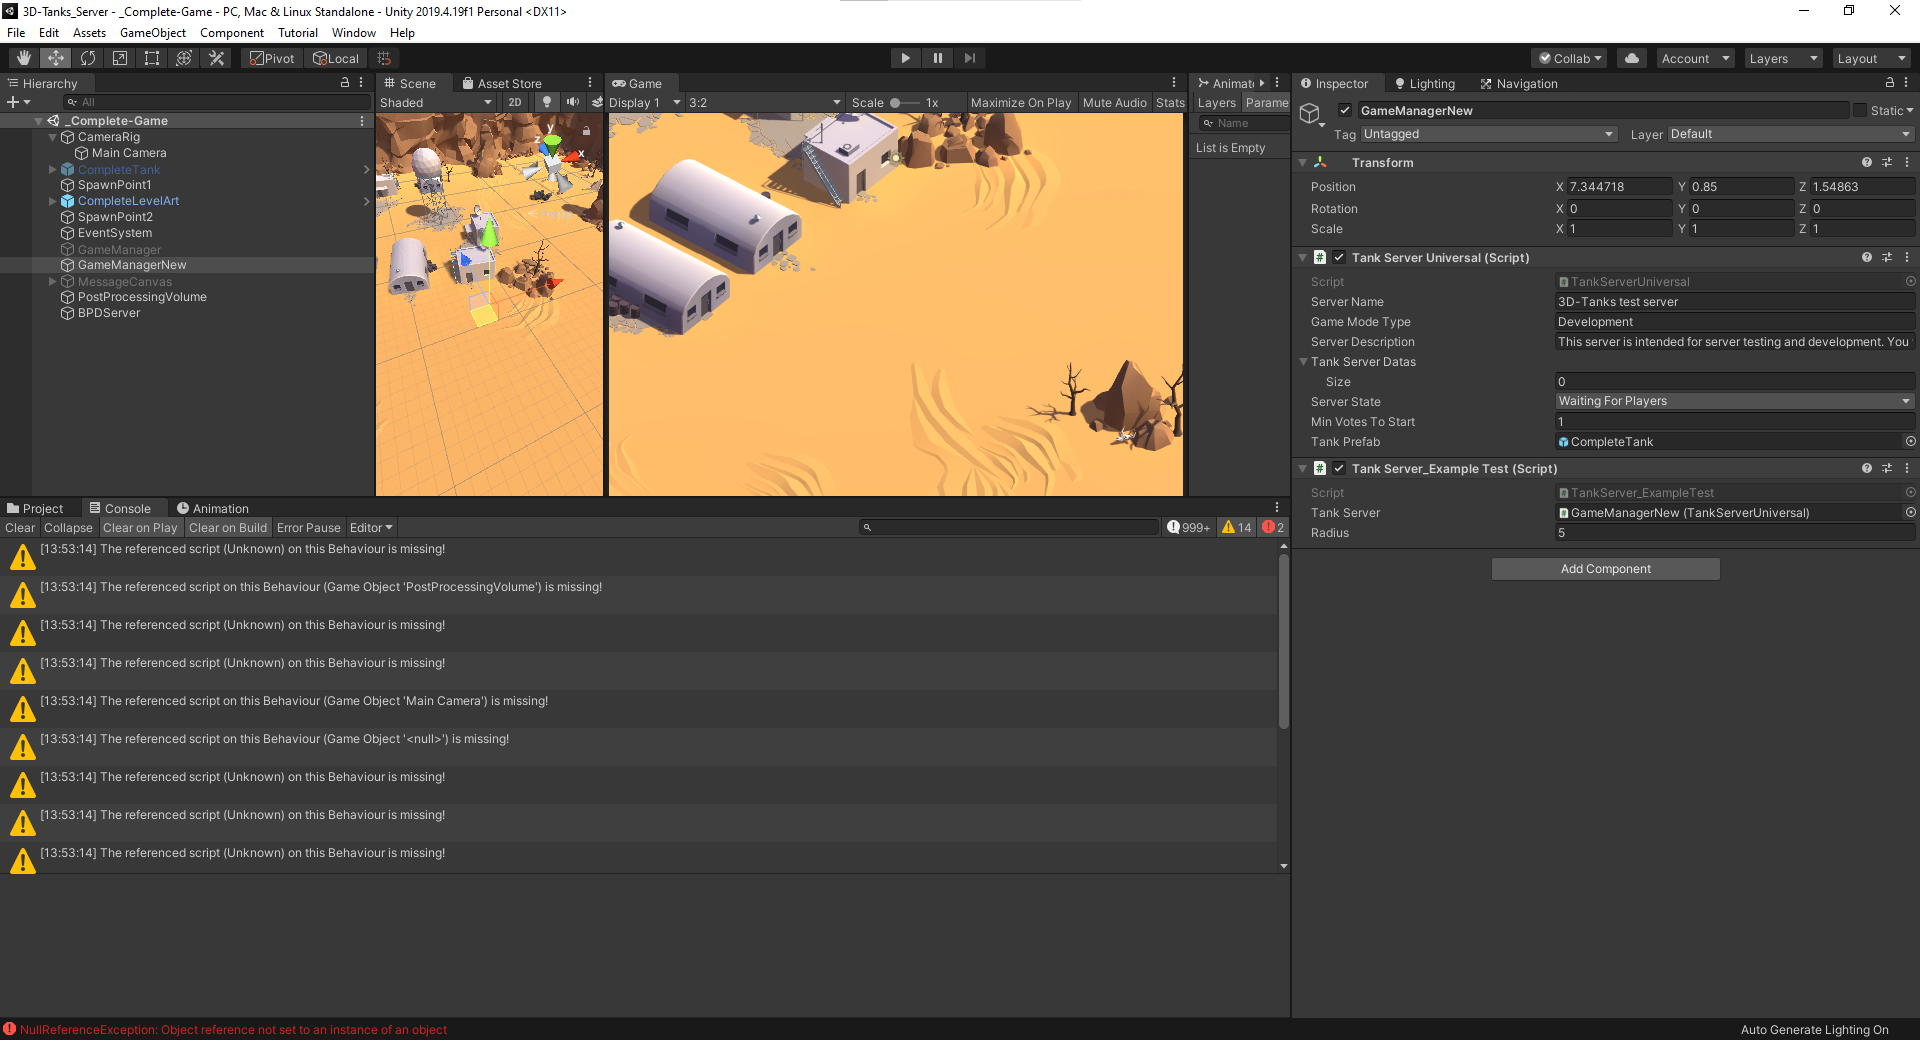 3D-Tanks_Server - _Complete-Game - PC, Mac & Linux Standalone - Unity 2019.4.19f1 Personal <DX11>
File Edit Assets GameObject Component Tutorial Window Help
Pivot Local Collab Account Layers Layout
Hierarchy
All
_Complete-Game
CameraRig
Main Camera
CompleteTank
SpawnPoint1
CompleteLevelArt
SpawnPoint2
EventSystem
GameManager
GameManagerNew
MessageCanvas
PostProcessingVolume
BPDServer
Scene Asset Store
Shaded 2D
y
z
x
Game
Display 1 3:2 Scale 1x Maximize On Play Mute Audio Stats
Animato
Layers Parame
Name
List is Empty
Inspector Lighting Navigation
GameManagerNew Static
Tag Untagged Layer Default
Transform
Position X 7.344718 Y 0.85 Z 1.54863
Rotation X 0 Y 0 Z 0
Scale X 1 Y 1 Z 1
Tank Server Universal (Script)
Script TankServerUniversal
Server Name 3D-Tanks test server
Game Mode Type Development
Server Description This server is intended for server testing and development. You
Tank Server Datas
Size 0
Server State Waiting For Players
Min Votes To Start 1
Tank Prefab CompleteTank
Tank Server_Example Test (Script)
Script TankServer_ExampleTest
Tank Server GameManagerNew (TankServerUniversal)
Radius 5
Add Component
Project Console Animation
Clear Collapse Clear on Play Clear on Build Error Pause Editor 999+ 14 2
[13:53:14] The referenced script (Unknown) on this Behaviour is missing!
[13:53:14] The referenced script on this Behaviour (Game Object 'PostProcessingVolume') is missing!
[13:53:14] The referenced script (Unknown) on this Behaviour is missing!
[13:53:14] The referenced script (Unknown) on this Behaviour is missing!
[13:53:14] The referenced script on this Behaviour (Game Object 'Main Camera') is missing!
[13:53:14] The referenced script on this Behaviour (Game Object '<null>') is missing!
[13:53:14] The referenced script (Unknown) on this Behaviour is missing!
[13:53:14] The referenced script (Unknown) on this Behaviour is missing!
[13:53:14] The referenced script (Unknown) on this Behaviour is missing!
NullReferenceException: Object reference not set to an instance of an object
Auto Generate Lighting On